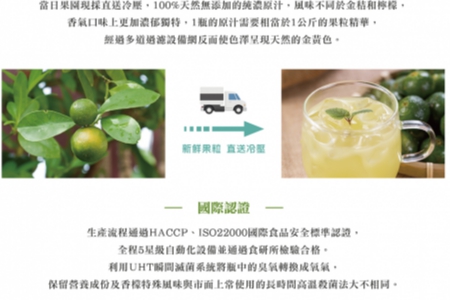 當日果園現採直送冷壓，100%天然無添加的純濃原汁，風味不同於金桔和檸檬，
香氣口味上更加濃郁獨特，1瓶的原汁需要相當於1公斤的果粒精華，
經過多道過濾設備網反而使色澤呈現天然的金黃色。
新鮮果粒 直送冷壓
國際認證
生產流程通過HACCP、ISO22000國際食品安全標準認證，
全程5星級自動化設備並通過食研所檢驗合格。
利用UHT瞬間滅菌系統將瓶中的臭氧轉換成氧氣，
保留營養成份及香檬特殊風味與市面上常使用的長時間高溫殺菌法大不相同。